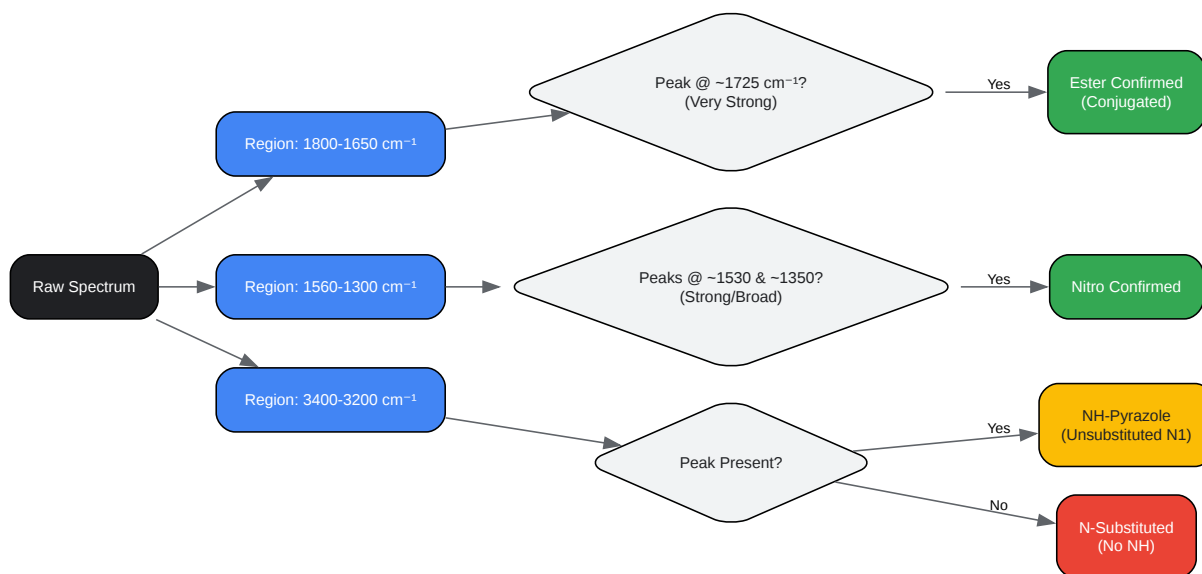 Raw Spectrum
Region: 1800-1650 cm⁻¹
Peak @ ~1725 cm⁻¹?
(Very Strong)
Yes
Ester Confirmed
(Conjugated)
Region: 1560-1300 cm⁻¹
Peaks @ ~1530 & ~1350?
(Strong/Broad)
Yes
Nitro Confirmed
Region: 3400-3200 cm⁻¹
Peak Present?
Yes
NH-Pyrazole
(Unsubstituted N1)
No
N-Substituted
(No NH)